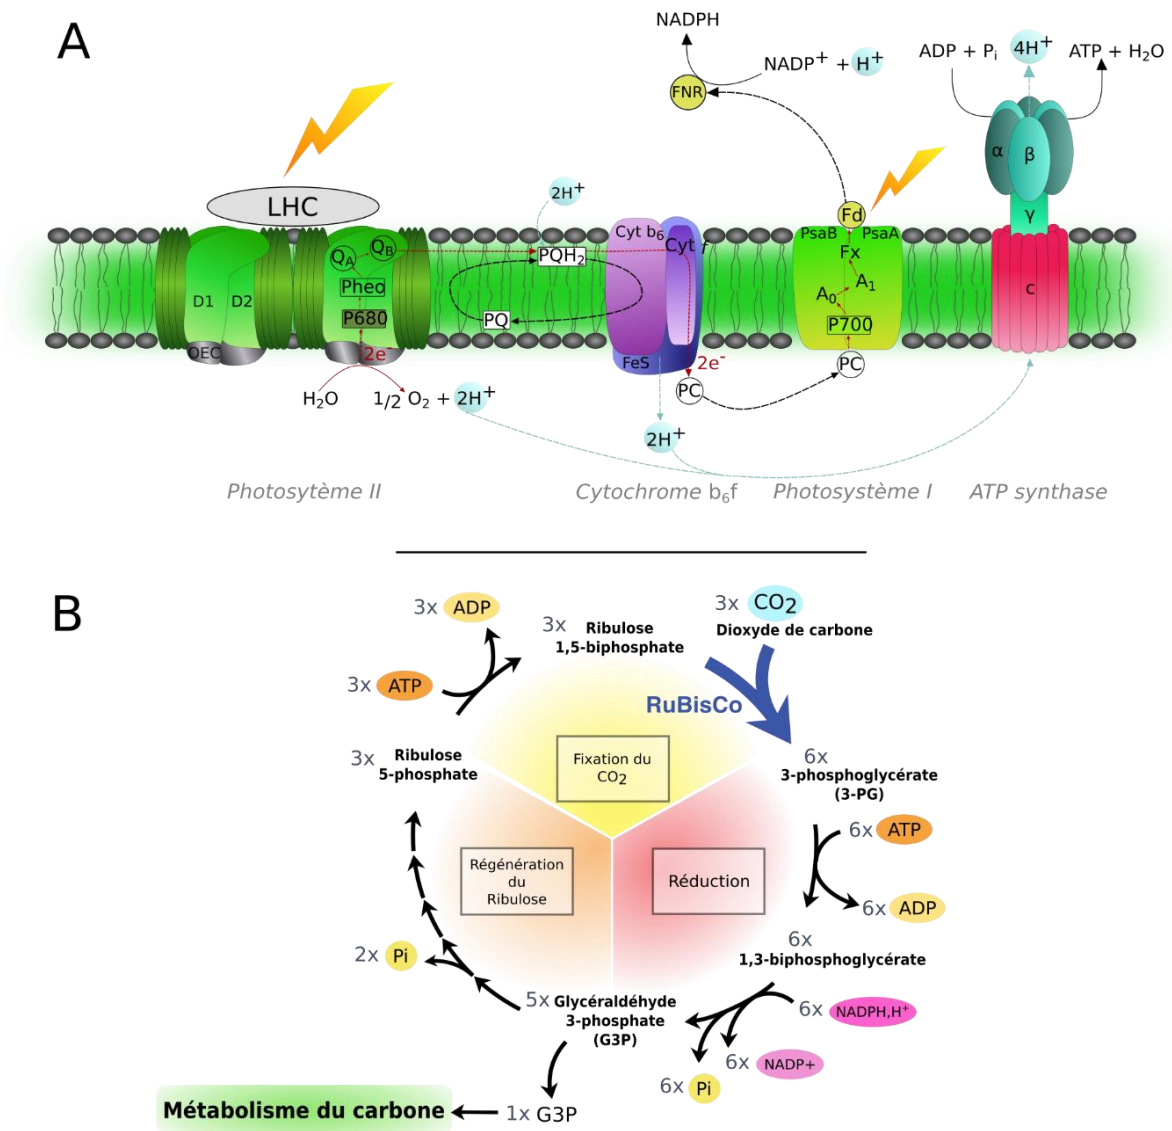 A
NADPH
NADP+ + H+
FNR
ADP + Pi
4H+
ATP + H2O
α
β
γ
c
LHC
2H+
Fd
PsaB
PsaA
Fx
A1
A0
P700
PC
Cyt b6
Cyt f
FeS
2e-
PC
2H+
QA
QB
Pheo
P680
2e
D1
D2
OEC
PQH2
PQ
H2O
1/2 O2 + 2H+
Photosytème II
Cytochrome b6f
Photosystème I
ATP synthase
B
3x ADP
3x ATP
3x Ribulose
1,5-biphosphate
3x CO2
Dioxyde de carbone
RuBisCo
3x Ribulose
5-phosphate
Fixation du
CO2
6x
3-phosphoglycérate
(3-PG)
6x ATP
6x ADP
Régénération
du
Ribulose
Réduction
6x
1,3-biphosphoglycérate
2x Pi
5x Glycéraldéhyde
3-phosphate
(G3P)
6x NADPH,H+
6x NADP+
6x Pi
1x G3P
Métabolisme du carbone